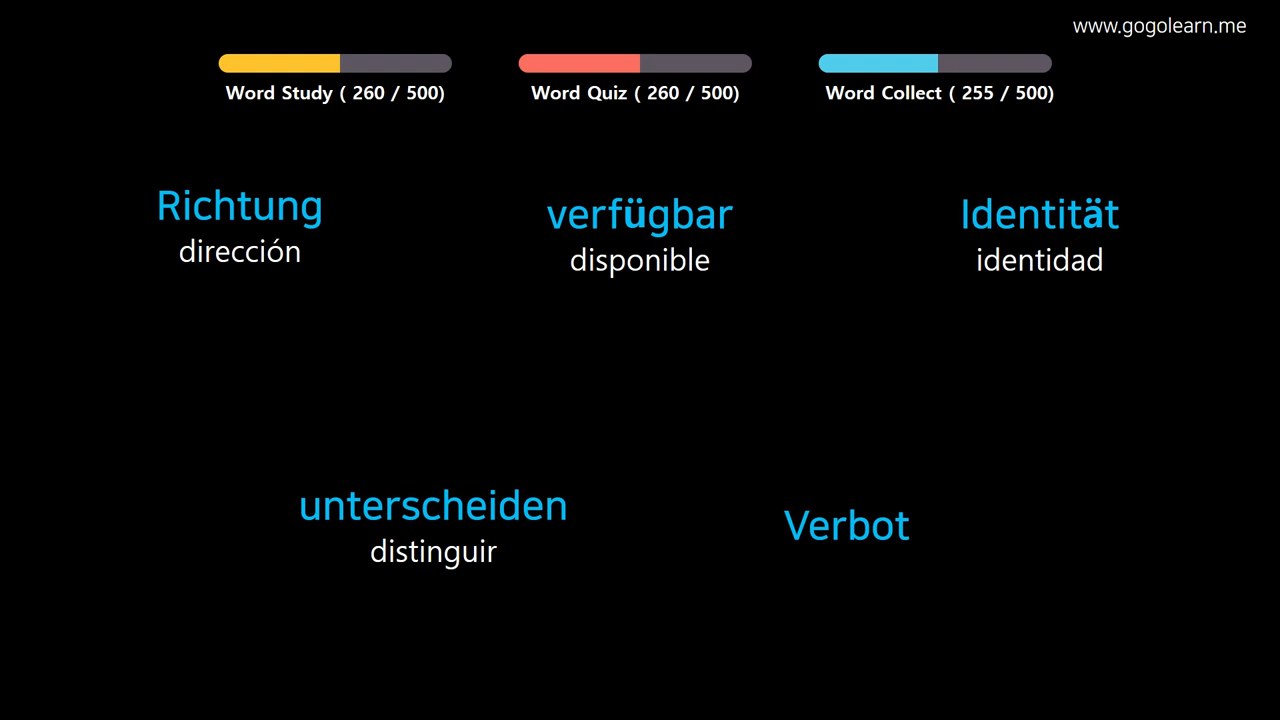 www.gogolearn.me
Word Study ( 260 / 500)
Word Quiz ( 260 / 500)
Word Collect ( 255 / 500)
Richtung
dirección
verfügbar
disponible
Identität
identidad
unterscheiden
distinguir
Verbot